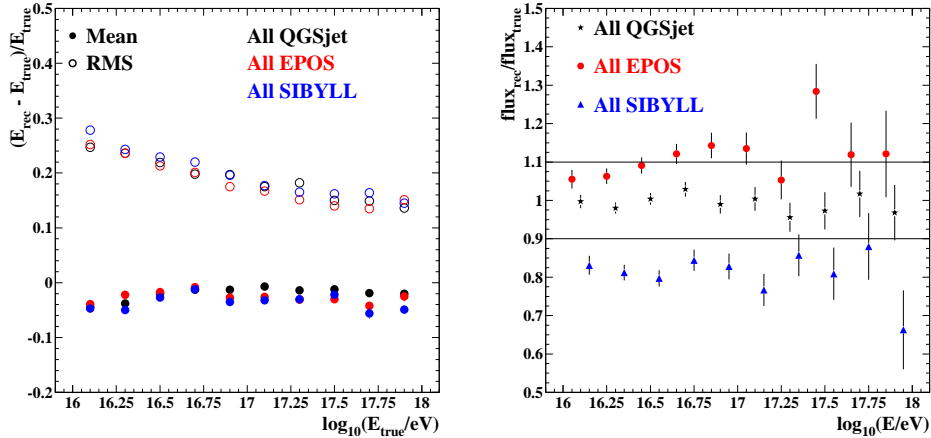 (E_rec - E_true)/E_true
Mean
RMS
All QGSjet
All EPOS
All SIBYLL
0.5
0.4
0.3
0.2
0.1
0
-0.1
-0.2
16 16.25 16.5 16.75 17 17.25 17.5 17.75 18
log10(E_true/eV)
flux_rec/flux_true
All QGSjet
All EPOS
All SIBYLL
1.5
1.4
1.3
1.2
1.1
1
0.9
0.8
0.7
0.6
0.5
16 16.25 16.5 16.75 17 17.25 17.5 17.75 18
log10(E/eV)